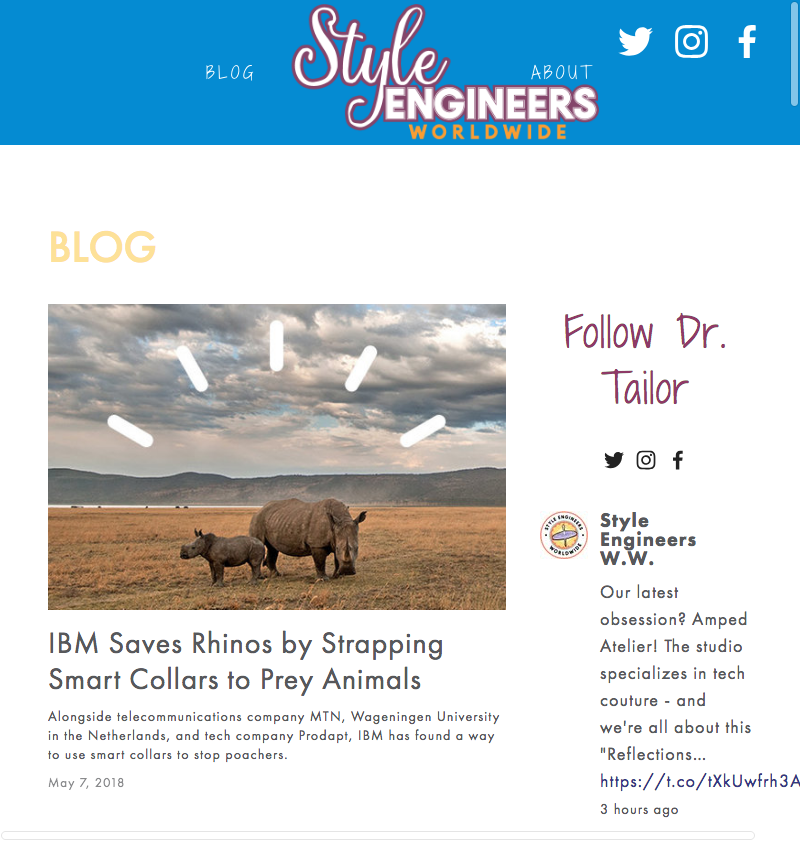 BLOG
Style
ENGINEERS
WORLDWIDE
ABOUT
BLOG
IBM Saves Rhinos by Strapping
Smart Collars to Prey Animals
Alongside telecommunications company MTN, Wageningen University
in the Netherlands, and tech company Prodapt, IBM has found a way
to use smart collars to stop poachers.
May 7, 2018
Follow Dr.
Tailor
STYLE ENGINEERS
WORLDWIDE
Style
Engineers
W.W.
Our latest
obsession? Amped
Atelier! The studio
specializes in tech
couture - and
we're all about this
"Reflections…
https://t.co/tXkUwfrh3A
3 hours ago